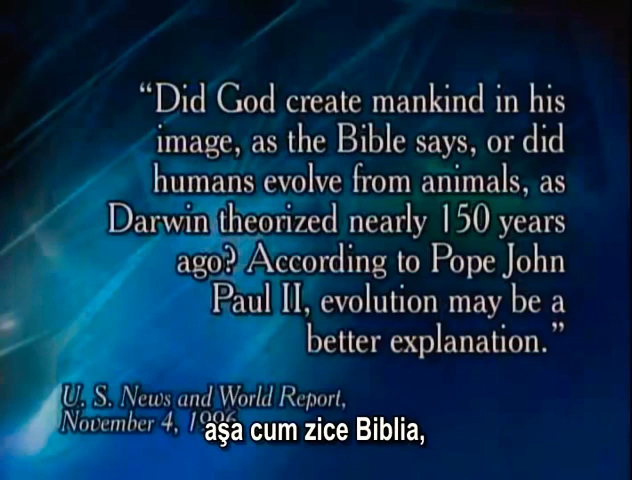 “Did God create mankind in his
image, as the Bible says, or did
humans evolve from animals, as
Darwin theorized nearly 150 years
ago? According to Pope John
Paul II, evolution may be a
better explanation.”
U. S. News and World Report,
November 4, 1996
aşa cum zice Biblia,